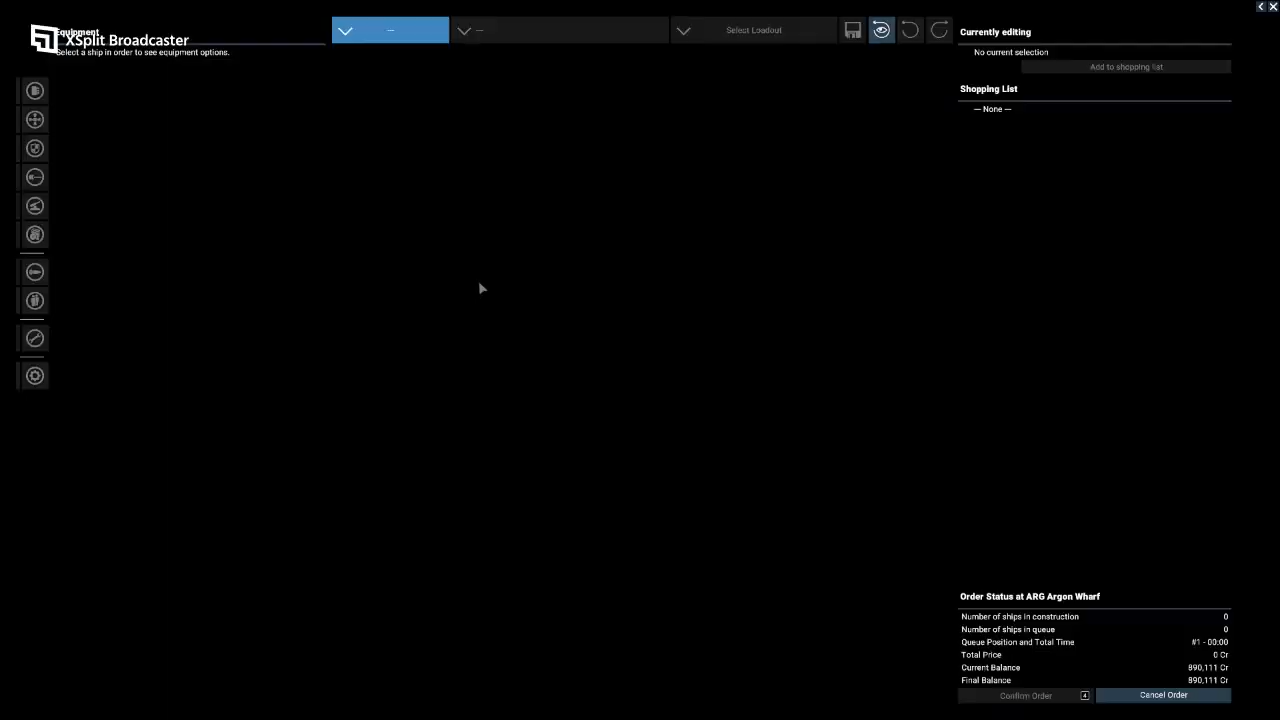 Equipment
XSplit Broadcaster
Select a ship in order to see equipment options.
—
—
Select Loadout
Currently editing
No current selection
Add to shopping list
Shopping List
— None —
Order Status at ARG Argon Wharf
Number of ships in construction 0
Number of ships in queue 0
Queue Position and Total Time #1 - 00:00
Total Price 0 Cr
Current Balance 890,111 Cr
Final Balance 890,111 Cr
Confirm Order 4 Cancel Order